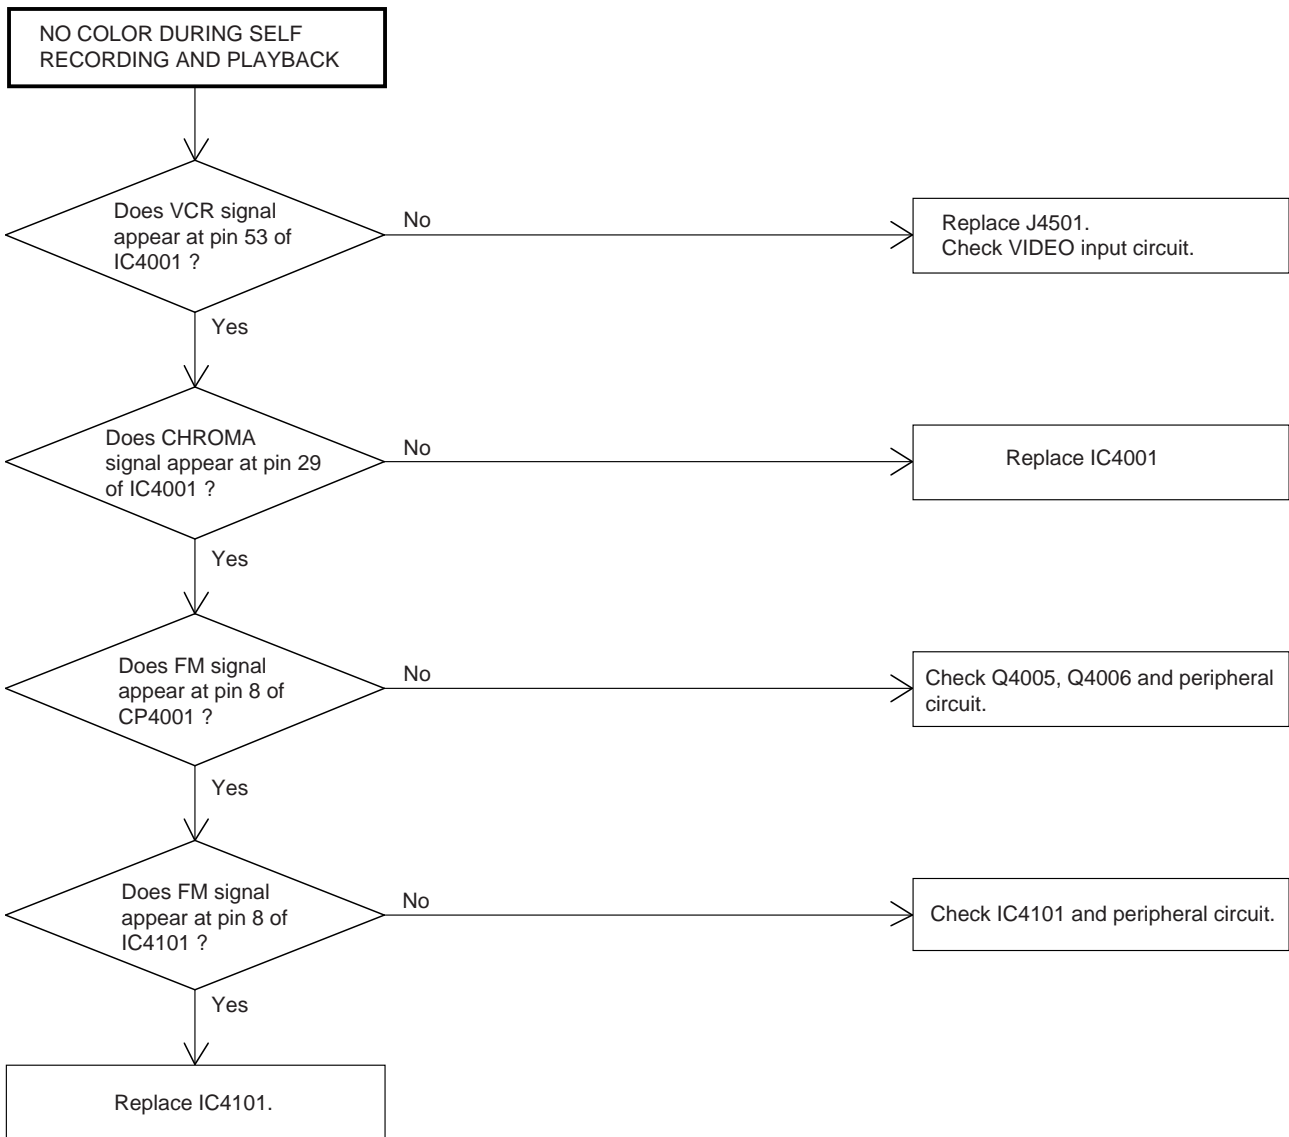 NO COLOR DURING SELF
RECORDING AND PLAYBACK
Does VCR signal
appear at pin 53 of
IC4001 ?
No
Replace J4501.
Check VIDEO input circuit.
Yes
Does CHROMA
signal appear at pin 29
of IC4001 ?
No
Replace IC4001
Yes
Does FM signal
appear at pin 8 of
CP4001 ?
No
Check Q4005, Q4006 and peripheral
circuit.
Yes
Does FM signal
appear at pin 8 of
IC4101 ?
No
Check IC4101 and peripheral circuit.
Yes
Replace IC4101.